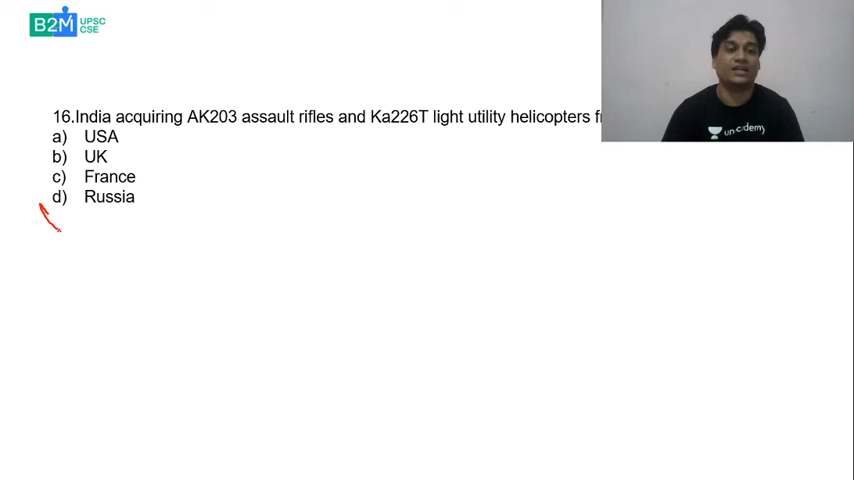 B2M UPSC
CSE
16.India acquiring AK203 assault rifles and Ka226T light utility helicopters
a) USA
b) UK
c) France
d) Russia
unacademy